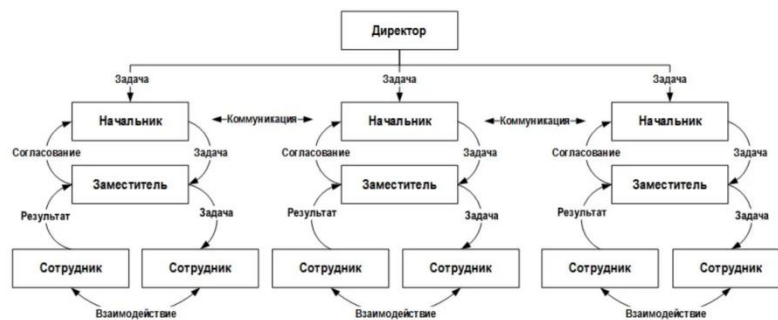 Директор
Задача Задача Задача
Начальник Коммуникация Начальник Коммуникация Начальник
Согласование Задача Согласование Задача Согласование Задача
Заместитель Заместитель Заместитель
Результат Задача Результат Задача Результат Задача
Сотрудник Сотрудник Сотрудник Сотрудник Сотрудник Сотрудник
Взаимодействие Взаимодействие Взаимодействие